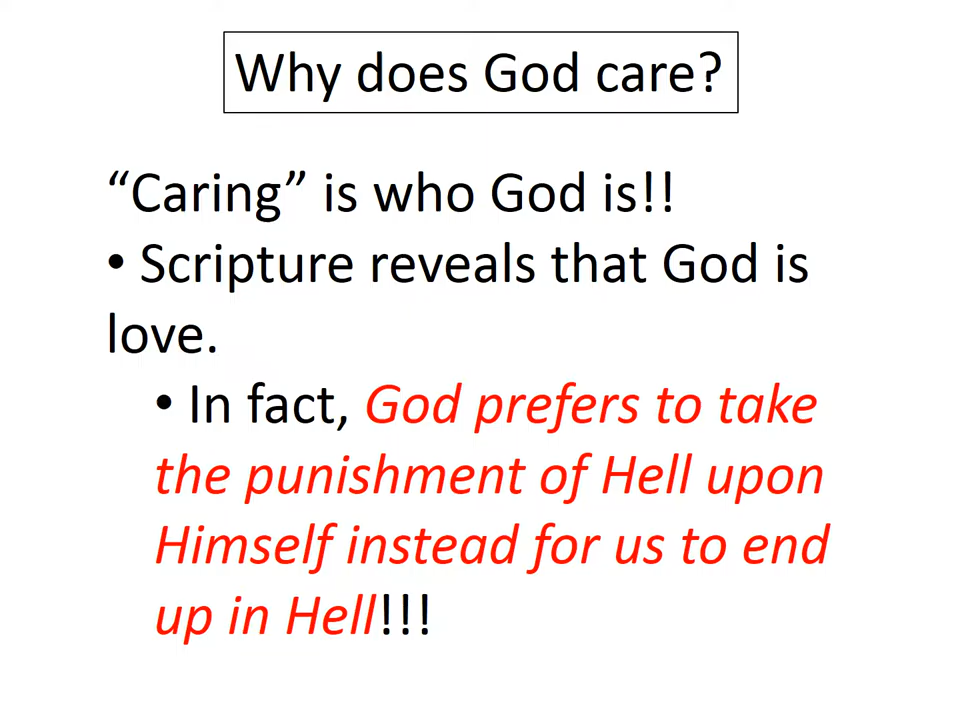 Why does God care?
“Caring” is who God is!!
• Scripture reveals that God is
love.
• In fact, God prefers to take
the punishment of Hell upon
Himself instead for us to end
up in Hell!!!